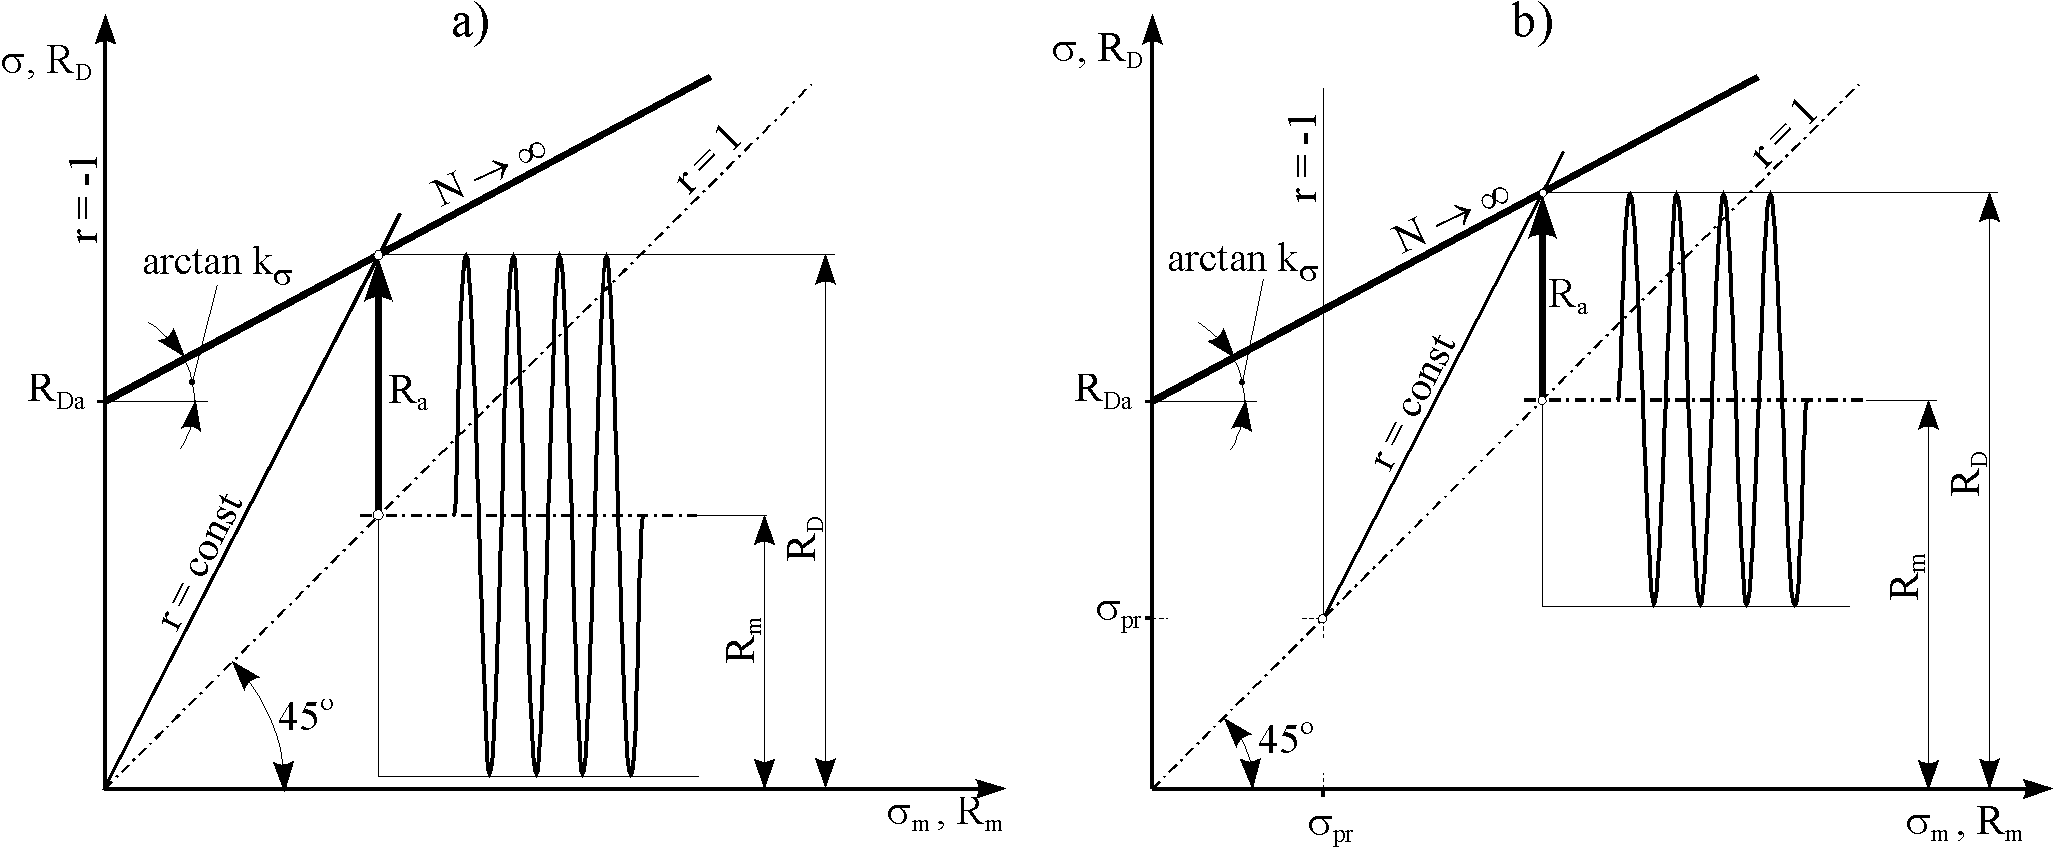 a)
σ, R_D
r = -1
N → ∞
r = 1
arctan k_σ
R_Da
R_a
r = const
R_D
R_m
45°
σ_m , R_m
b)
σ, R_D
r = -1
r = 1
N → ∞
arctan k_σ
R_a
R_Da
r = const
R_D
R_m
σ_pr
45°
σ_pr
σ_m , R_m